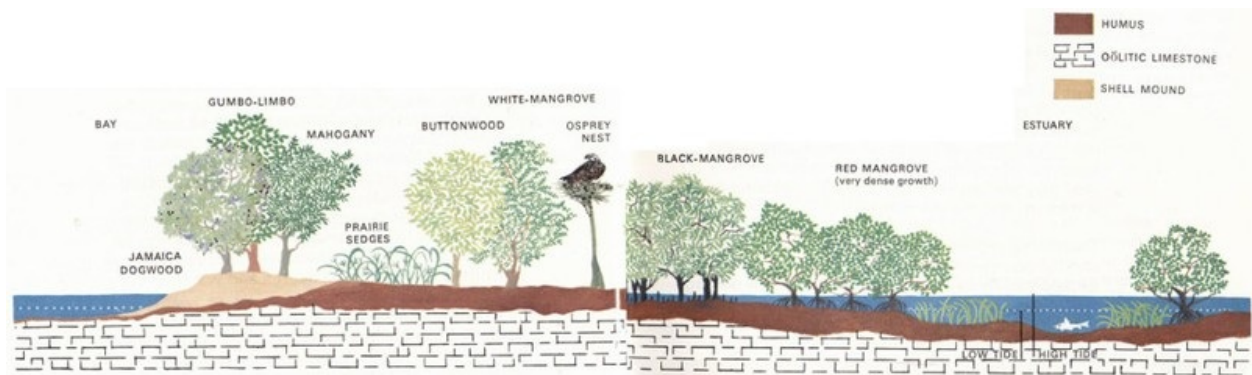 HUMUS
OÖLITIC LIMESTONE
SHELL MOUND
BAY
GUMBO-LIMBO
MAHOGANY
JAMAICA
DOGWOOD
PRAIRIE
SEDGES
BUTTONWOOD
WHITE-MANGROVE
OSPREY
NEST
BLACK-MANGROVE
RED MANGROVE
(very dense growth)
ESTUARY
LOW TIDE
HIGH TIDE